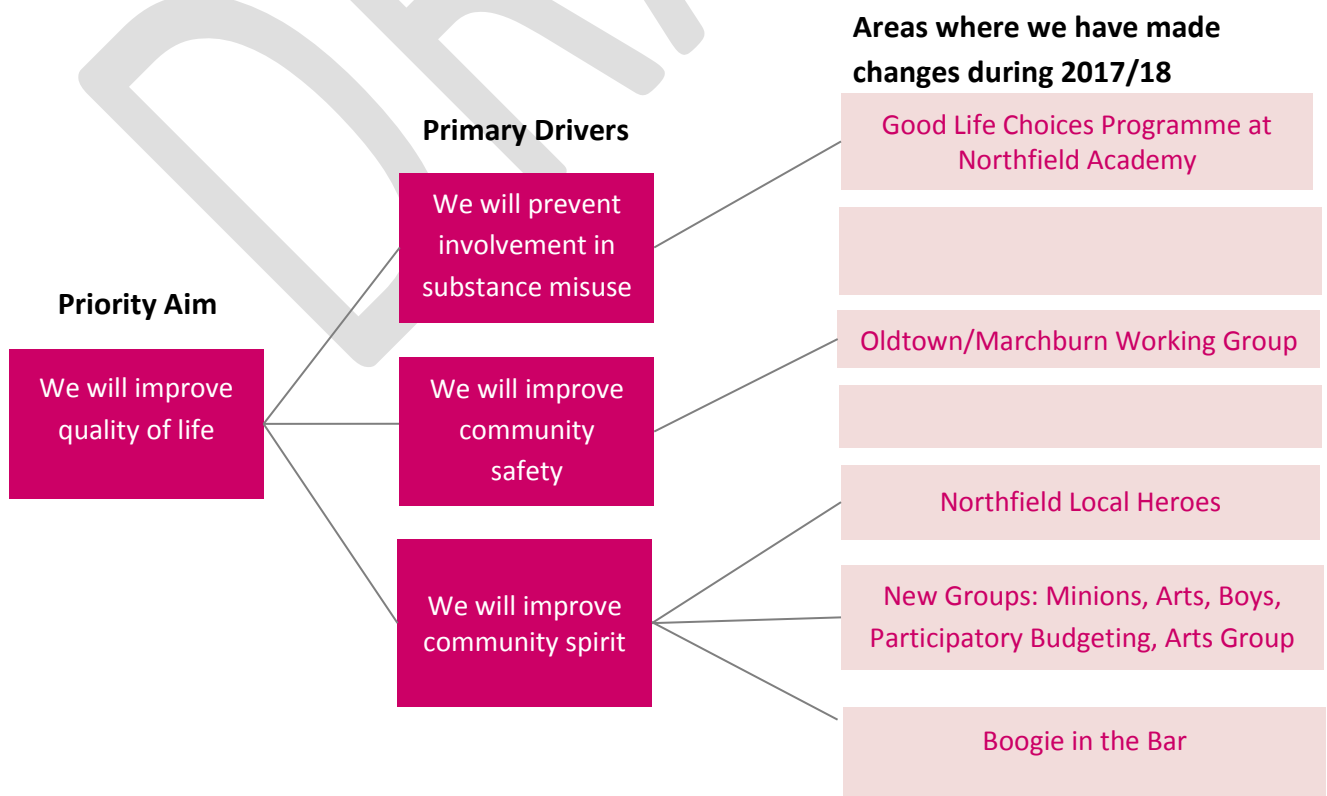 Areas where we have made
changes during 2017/18
Primary Drivers
Good Life Choices Programme at
Northfield Academy
We will prevent
involvement in
substance misuse
Priority Aim
Oldtown/Marchburn Working Group
We will improve
quality of life
We will improve
community
safety
Northfield Local Heroes
New Groups: Minions, Arts, Boys,
Participatory Budgeting, Arts Group
We will improve
community spirit
Boogie in the Bar